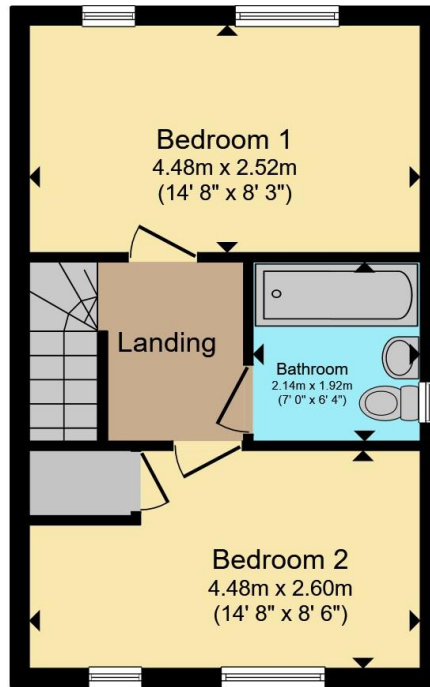 Bedroom 1
4.48m x 2.52m
(14' 8" x 8' 3")
Landing
Bathroom
2.14m x 1.92m
(7' 0" x 6' 4")
Bedroom 2
4.48m x 2.60m
(14' 8" x 8' 6")